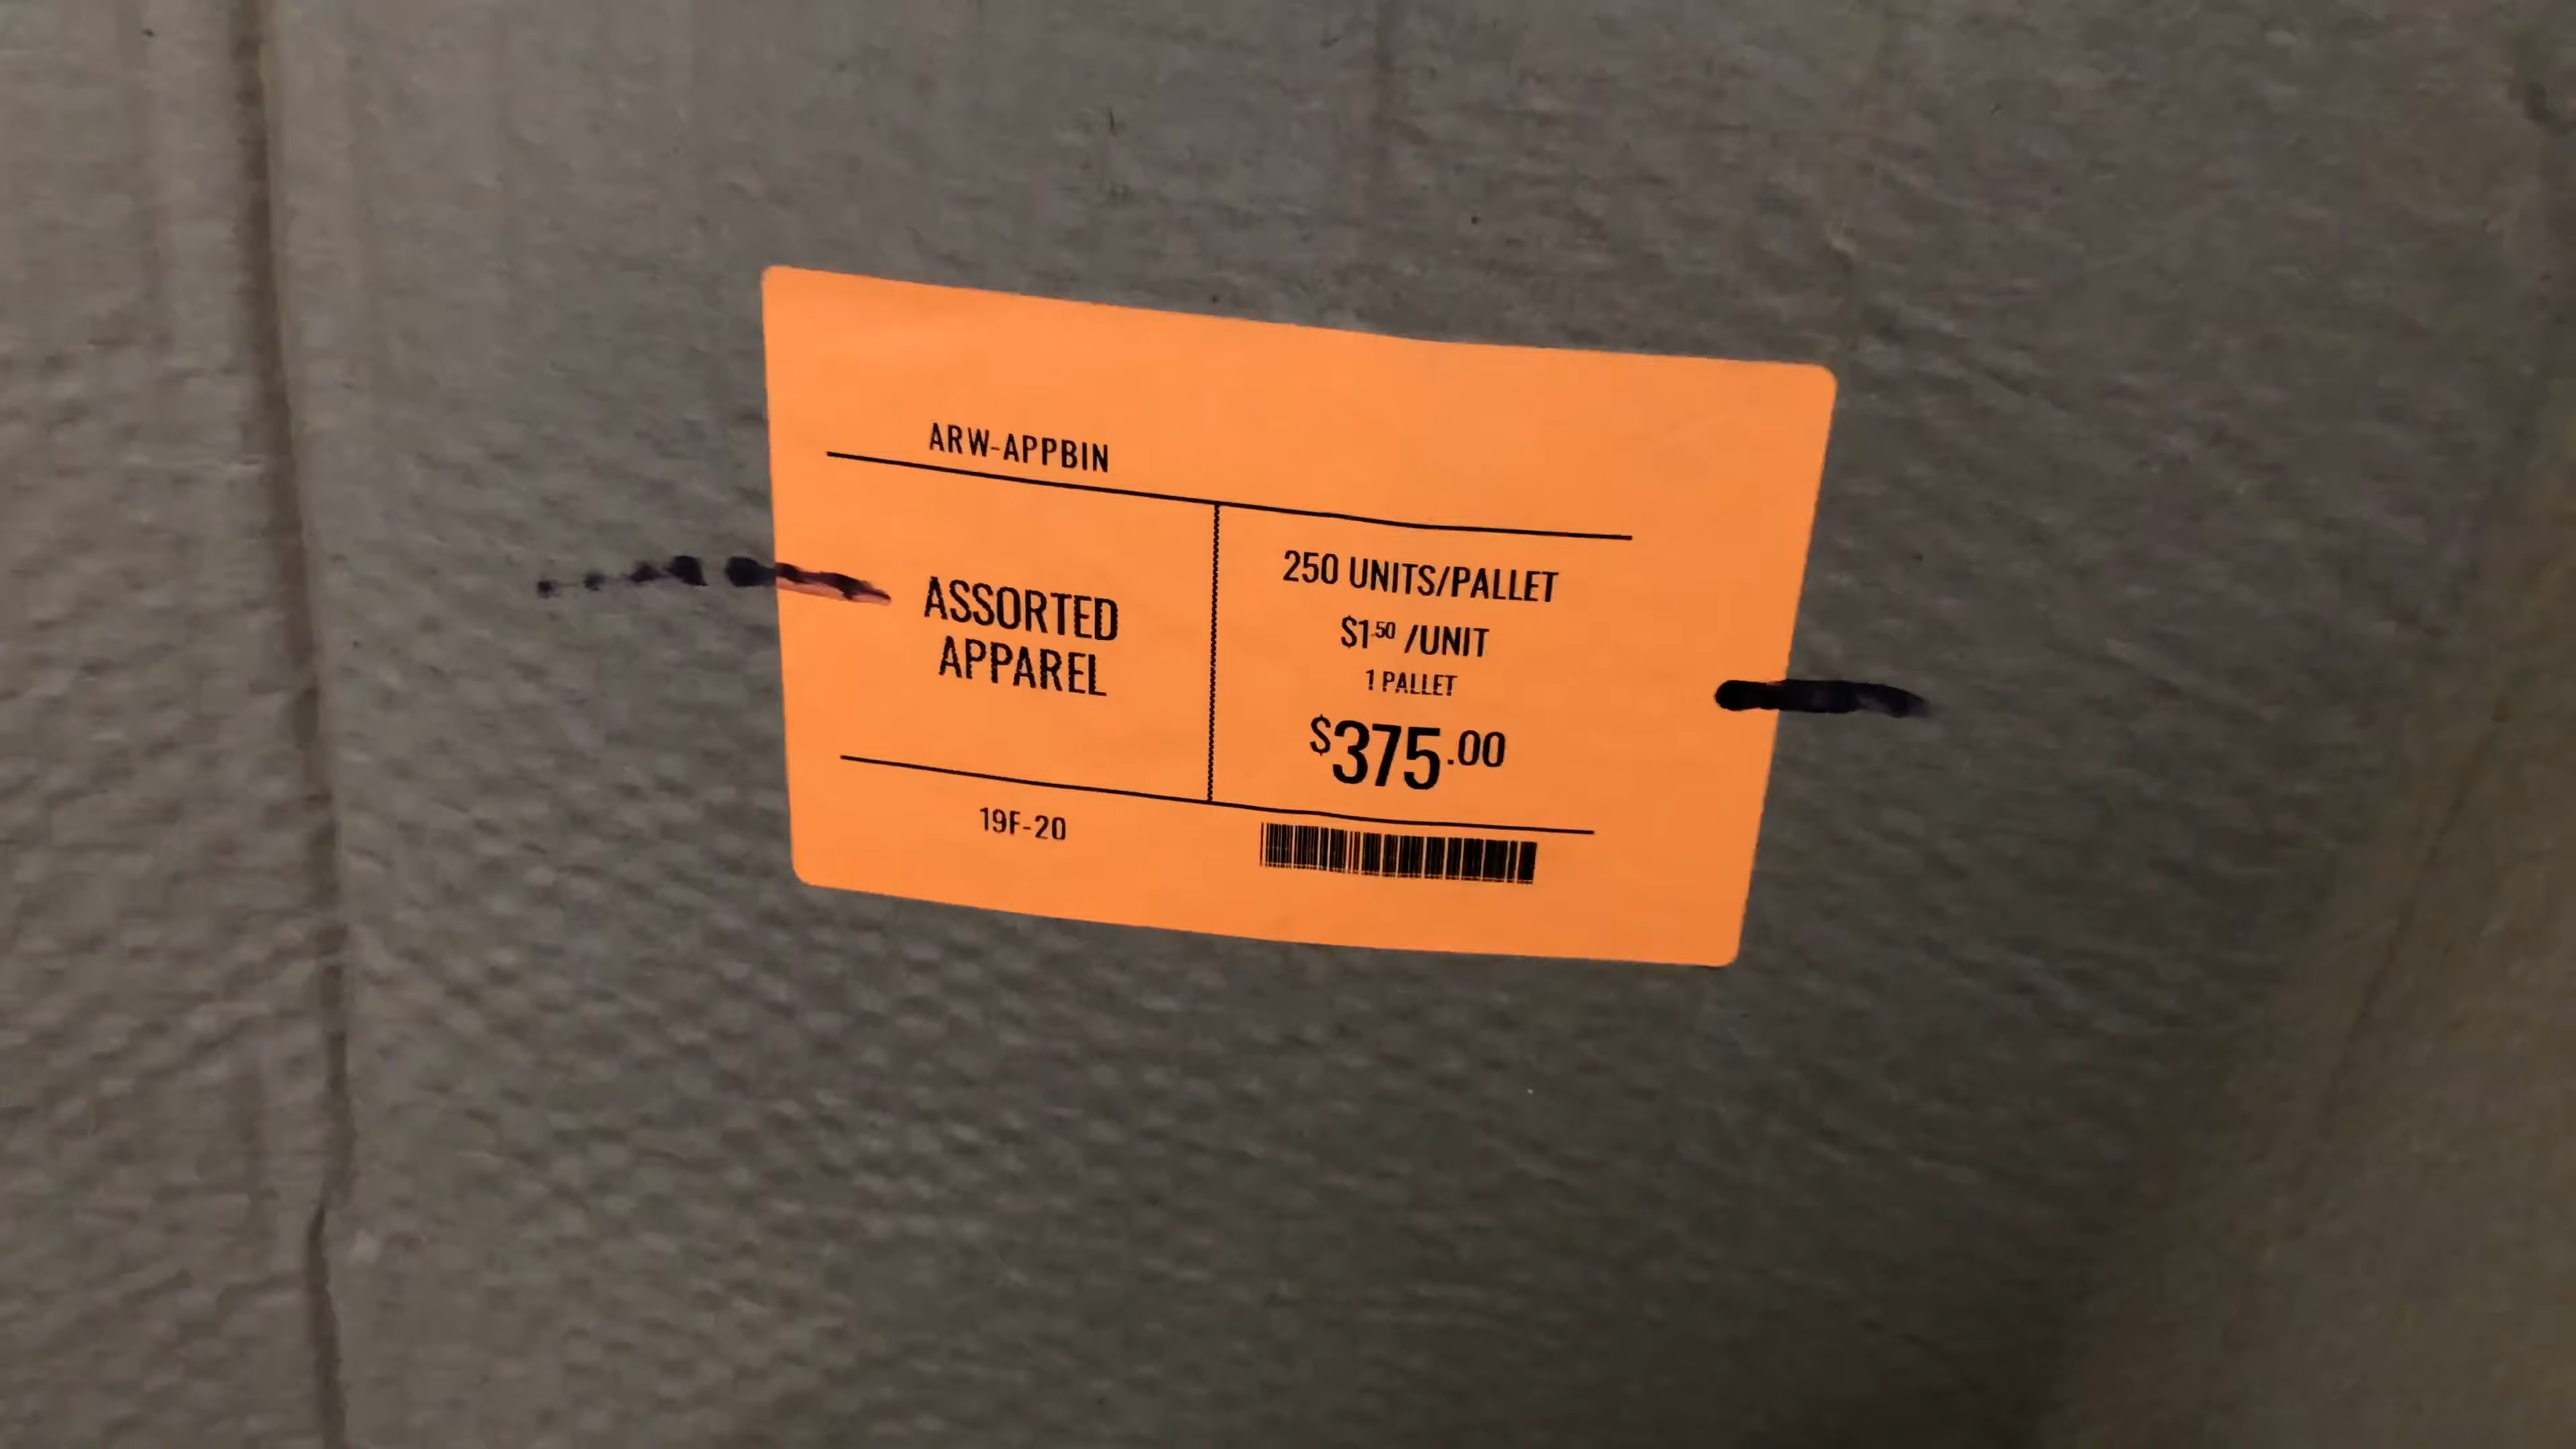 ARW-APPBIN
ASSORTED
APPAREL
250 UNITS/PALLET
$1.50 /UNIT
1 PALLET
$375.00
19F-20